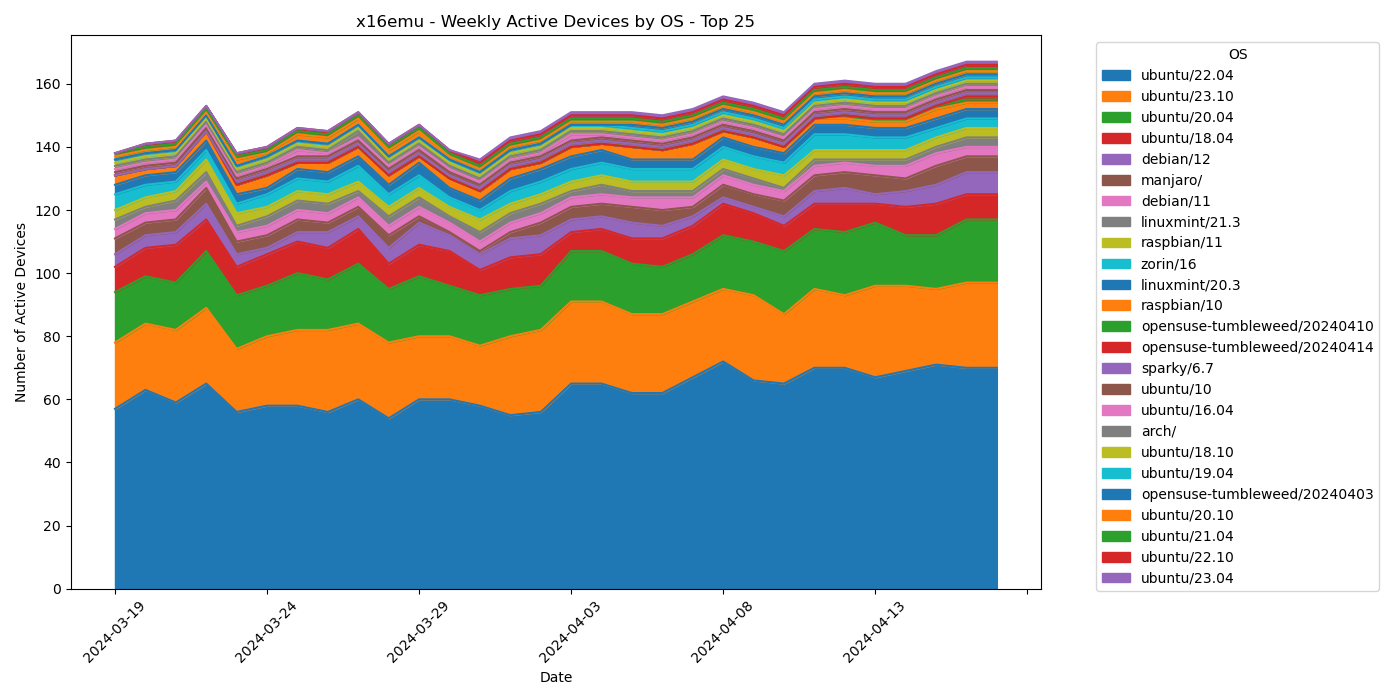 x16emu - Weekly Active Devices by OS - Top 25
Number of Active Devices
160
140
120
100
80
60
40
20
0
2024-03-19
2024-03-24
2024-03-29
2024-04-03
2024-04-08
2024-04-13
Date
OS
ubuntu/22.04
ubuntu/23.10
ubuntu/20.04
ubuntu/18.04
debian/12
manjaro/
debian/11
linuxmint/21.3
raspbian/11
zorin/16
linuxmint/20.3
raspbian/10
opensuse-tumbleweed/20240410
opensuse-tumbleweed/20240414
sparky/6.7
ubuntu/10
ubuntu/16.04
arch/
ubuntu/18.10
ubuntu/19.04
opensuse-tumbleweed/20240403
ubuntu/20.10
ubuntu/21.04
ubuntu/22.10
ubuntu/23.04